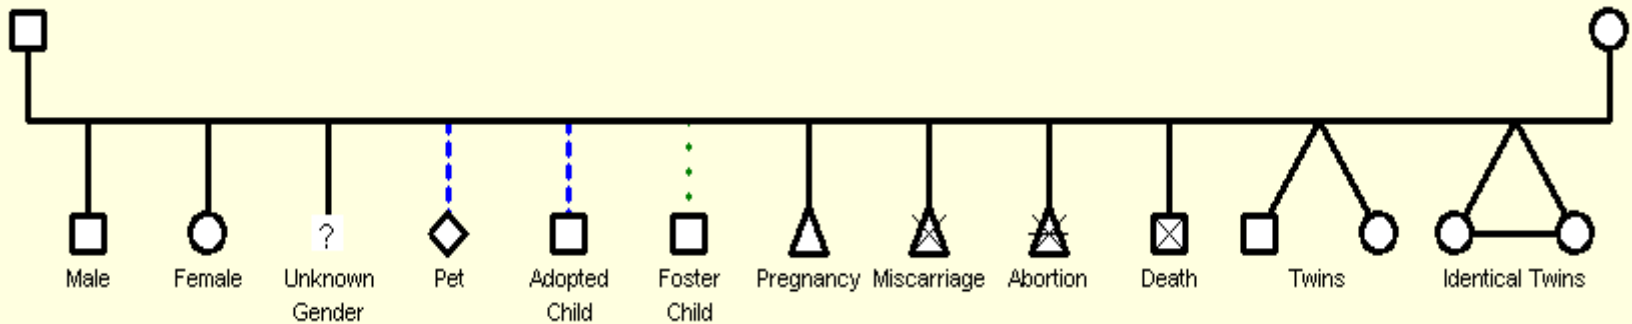 ?
Male Female Unknown Pet Adopted Foster Pregnancy Miscarriage Abortion Death Twins Identical Twins
Gender Child Child